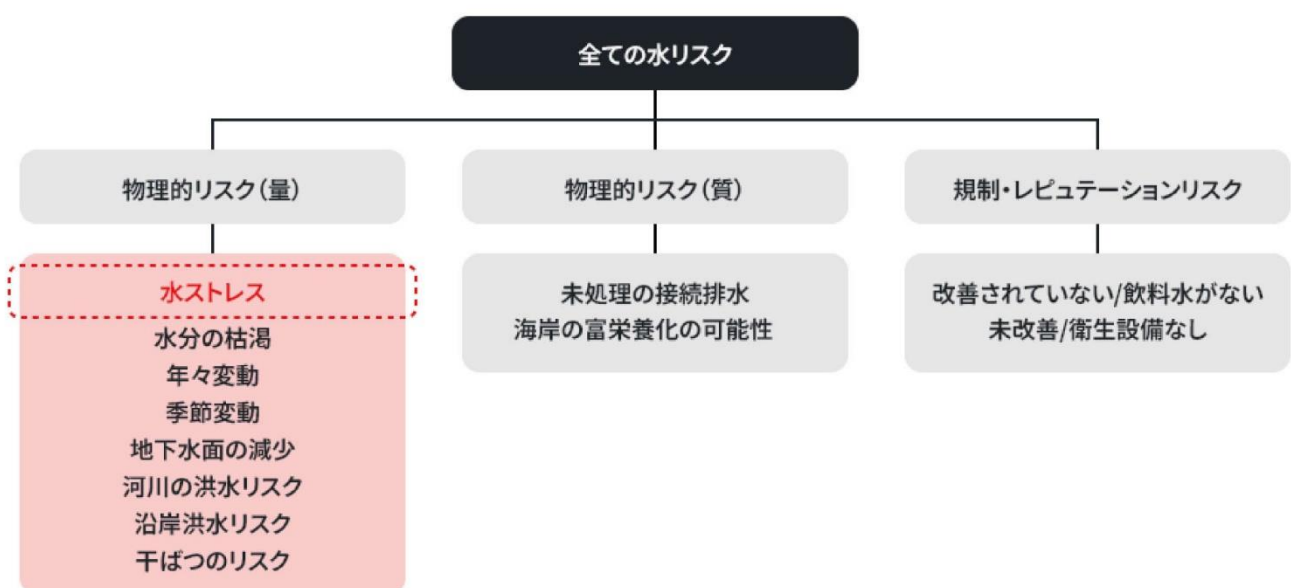 全ての水リスク
物理的リスク(量)
水ストレス
水分の枯渇
年々変動
季節変動
地下水面の減少
河川の洪水リスク
沿岸洪水リスク
干ばつのリスク
物理的リスク(質)
未処理の接続排水
海岸の富栄養化の可能性
規制・レピュテーションリスク
改善されていない/飲料水がない
未改善/衛生設備なし